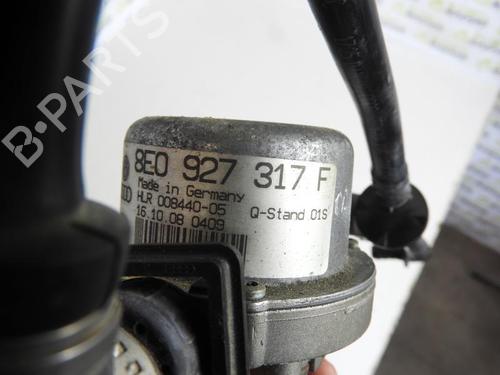 B-PARTS
8E0 927 317 F
Made in Germany
HLR 008440-05 Q-Stand 01S
16.10.08 0409